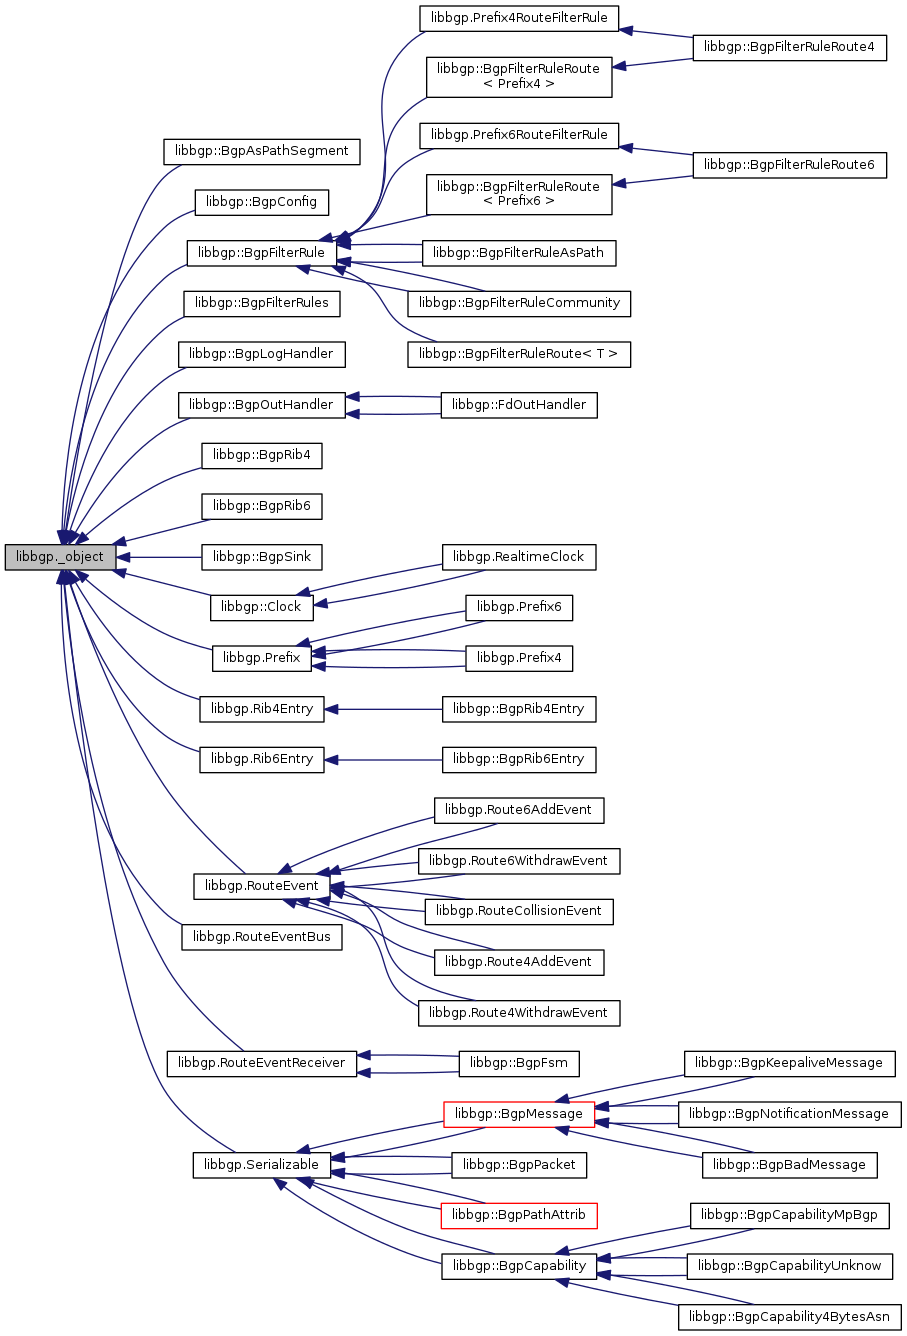 libbgp._object
libbgp::BgpAsPathSegment
libbgp::BgpConfig
libbgp::BgpFilterRule
libbgp::BgpFilterRules
libbgp::BgpLogHandler
libbgp::BgpOutHandler
libbgp::BgpRib4
libbgp::BgpRib6
libbgp::BgpSink
libbgp::Clock
libbgp.Prefix
libbgp.Rib4Entry
libbgp.Rib6Entry
libbgp.RouteEvent
libbgp.RouteEventBus
libbgp.RouteEventReceiver
libbgp.Serializable
libbgp.Prefix4RouteFilterRule
libbgp::BgpFilterRuleRoute
< Prefix4 >
libbgp.Prefix6RouteFilterRule
libbgp::BgpFilterRuleRoute
< Prefix6 >
libbgp::BgpFilterRuleAsPath
libbgp::BgpFilterRuleCommunity
libbgp::BgpFilterRuleRoute< T >
libbgp::FdOutHandler
libbgp.RealtimeClock
libbgp.Prefix6
libbgp.Prefix4
libbgp::BgpRib4Entry
libbgp::BgpRib6Entry
libbgp.Route6AddEvent
libbgp.Route6WithdrawEvent
libbgp.RouteCollisionEvent
libbgp.Route4AddEvent
libbgp.Route4WithdrawEvent
libbgp::BgpFsm
libbgp::BgpMessage
libbgp::BgpPacket
libbgp::BgpPathAttrib
libbgp::BgpCapability
libbgp::BgpFilterRuleRoute4
libbgp::BgpFilterRuleRoute6
libbgp::BgpKeepaliveMessage
libbgp::BgpNotificationMessage
libbgp::BgpBadMessage
libbgp::BgpCapabilityMpBgp
libbgp::BgpCapabilityUnknow
libbgp::BgpCapability4BytesAsn